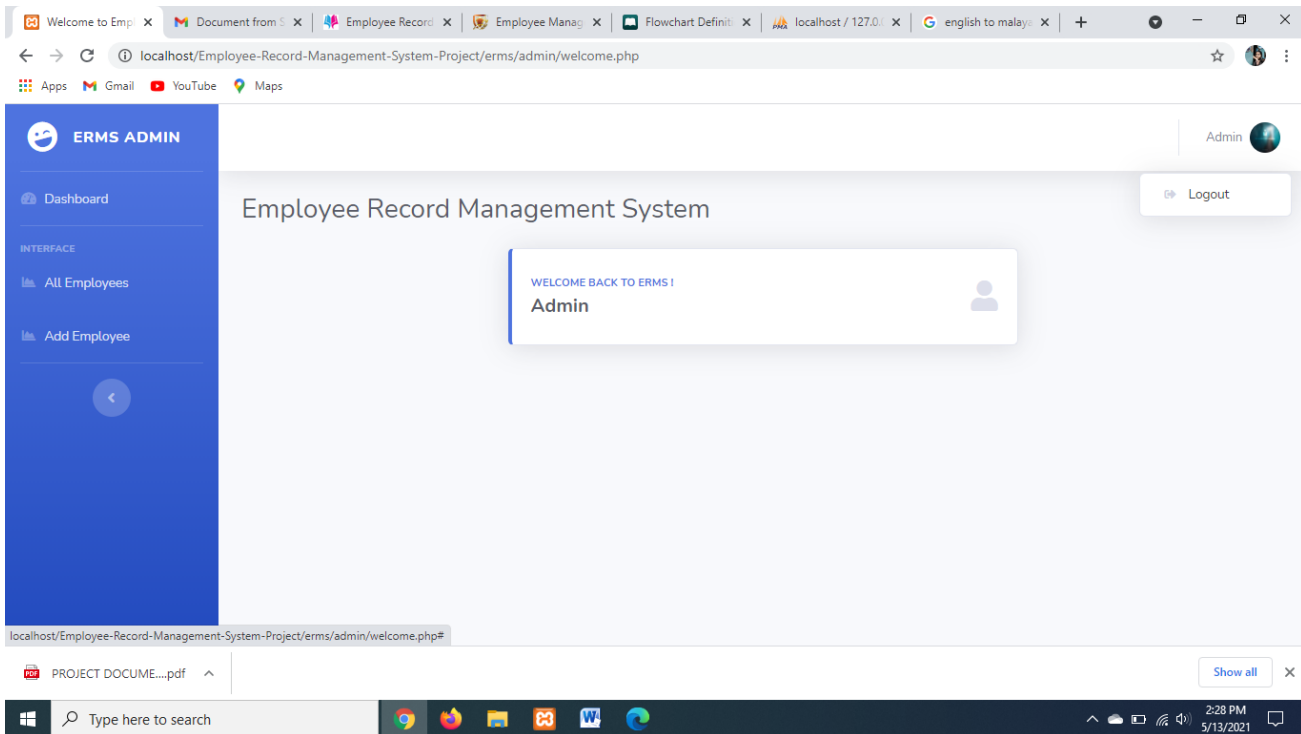 Welcome to Empl
Document from S
Employee Record
Employee Manag
Flowchart Definiti
localhost / 127.0.0
english to malaya
localhost/Employee-Record-Management-System-Project/erms/admin/welcome.php
Apps Gmail YouTube Maps
ERMS ADMIN
Admin
Logout
Dashboard
Employee Record Management System
INTERFACE
All Employees
Add Employee
WELCOME BACK TO ERMS !
Admin
localhost/Employee-Record-Management-System-Project/erms/admin/welcome.php#
PDF PROJECT DOCUME....pdf
Show all
Type here to search
2:28 PM
5/13/2021